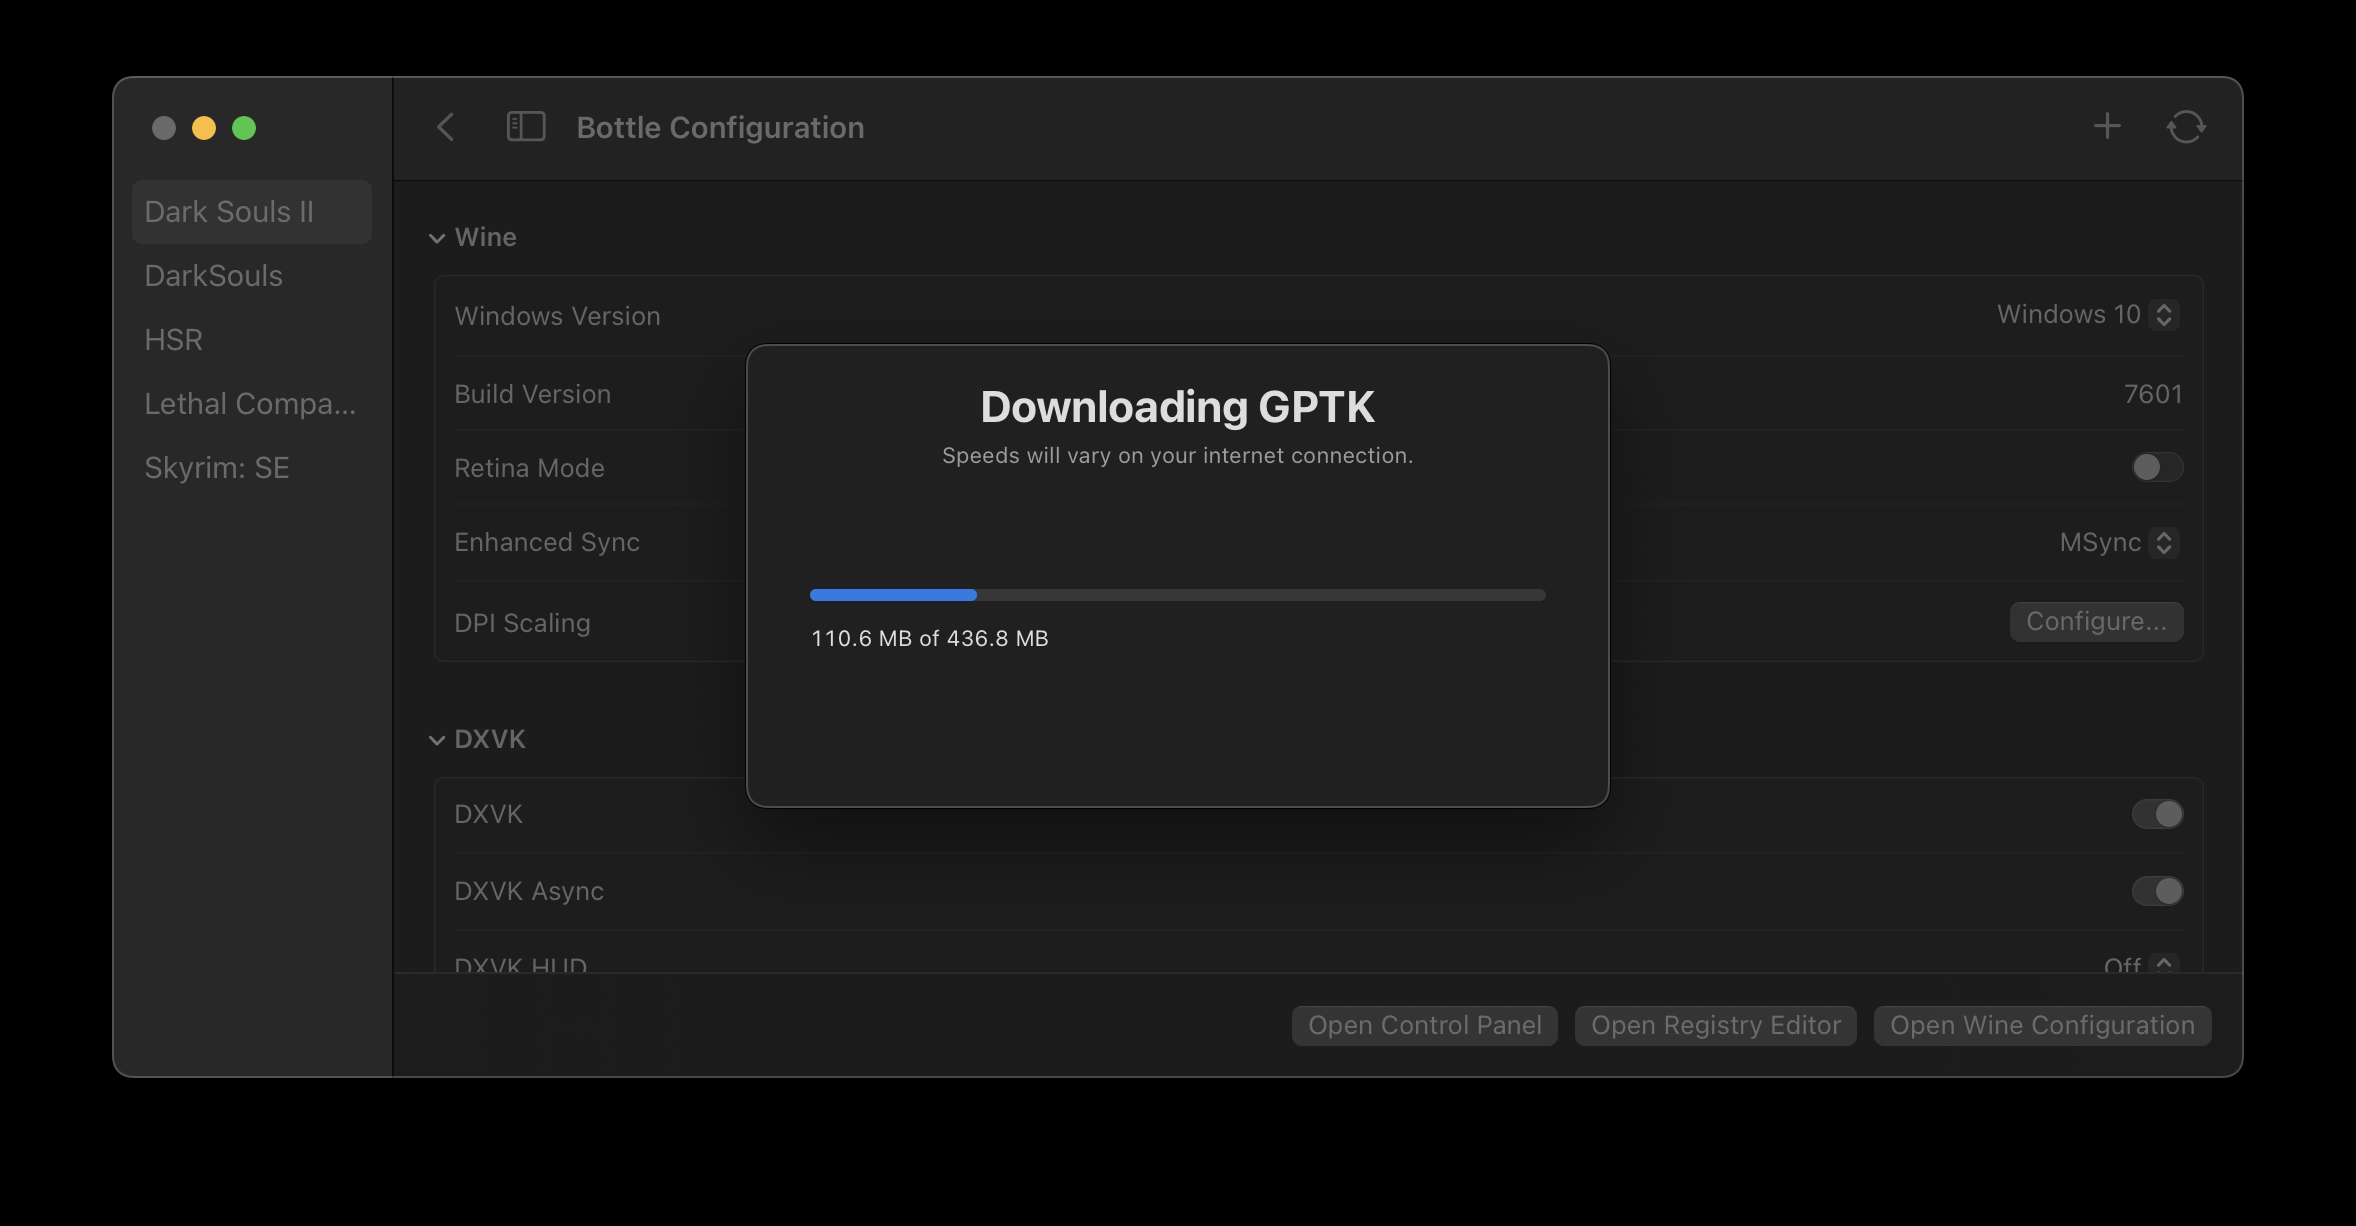 Bottle Configuration
Dark Souls II
DarkSouls
HSR
Lethal Compa...
Skyrim: SE
Wine
Windows Version
Windows 10
Build Version
7601
Retina Mode
Enhanced Sync
MSync
DPI Scaling
Configure...
Downloading GPTK
Speeds will vary on your internet connection.
110.6 MB of 436.8 MB
DXVK
DXVK
DXVK Async
DXVK HUD
Off
Open Control Panel
Open Registry Editor
Open Wine Configuration